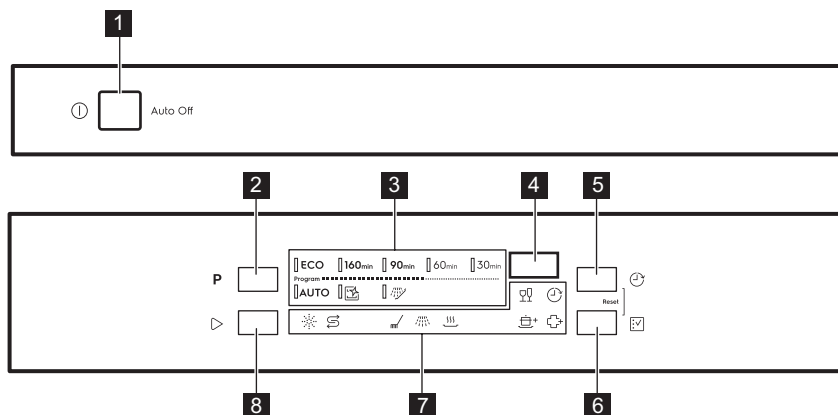 1
Auto Off
2 3 4 5
P ECO 160min 90min 60min 30min
Program
AUTO
Reset
8 7 6